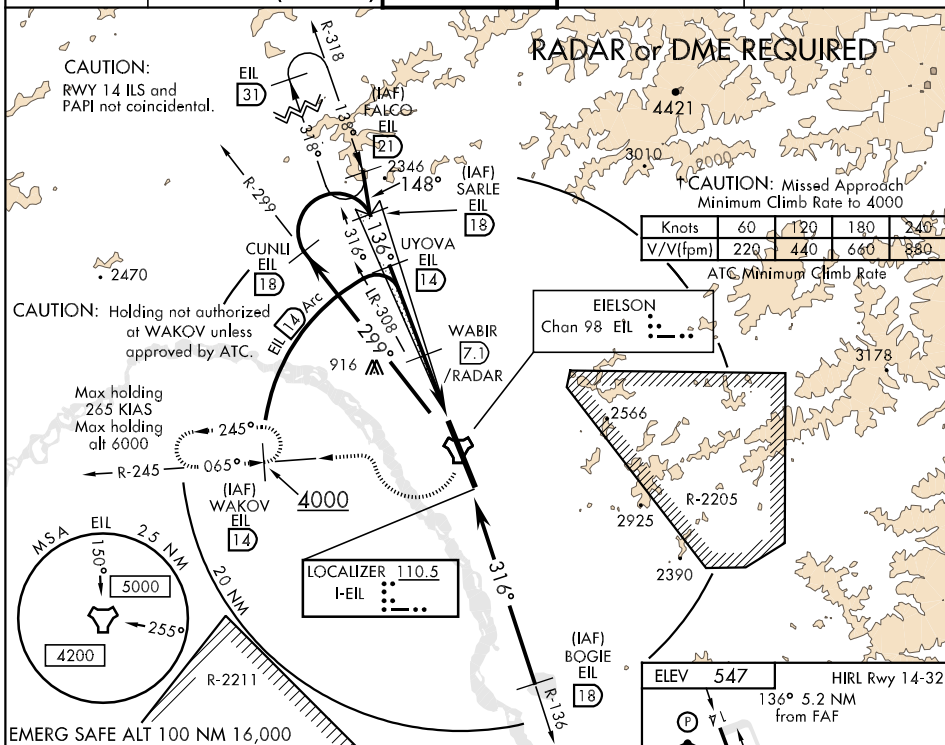 RADAR or DME REQUIRED
CAUTION:
RWY 14 ILS and
PAPI not coincidental.
EIL
31
R-318
138°
318°
(IAF)
FALCO
EIL
21
2346
148°
4421
3010
2000
(IAF)
SARLE
EIL
18
†CAUTION: Missed Approach
Minimum Climb Rate to 4000
Knots 60 120 180 240
V/V(fpm) 220 440 660 880
ATC Minimum Climb Rate
R-299
CUNLI
EIL
18
136°
316°
UYOVA
EIL
14
2470
CAUTION: Holding not authorized
at WAKOV unless
approved by ATC.
EIL 14 Arc
LR-308
299°
916
WABIR
7.1
/RADAR
EIELSON
Chan 98 EIL
3178
Max holding
265 KIAS
Max holding
alt 6000
245°
065°
R-245
(IAF)
WAKOV
EIL
14
4000
2566
R-2205
2925
2390
MSA EIL 25 NM
150°
5000
255°
4200
20 NM
LOCALIZER 110.5
I-EIL
316°
(IAF)
BOGIE
EIL
18
R-136
R-2211
EMERG SAFE ALT 100 NM 16,000
ELEV 547
HIRL Rwy 14-32
136° 5.2 NM
from FAF
P
14